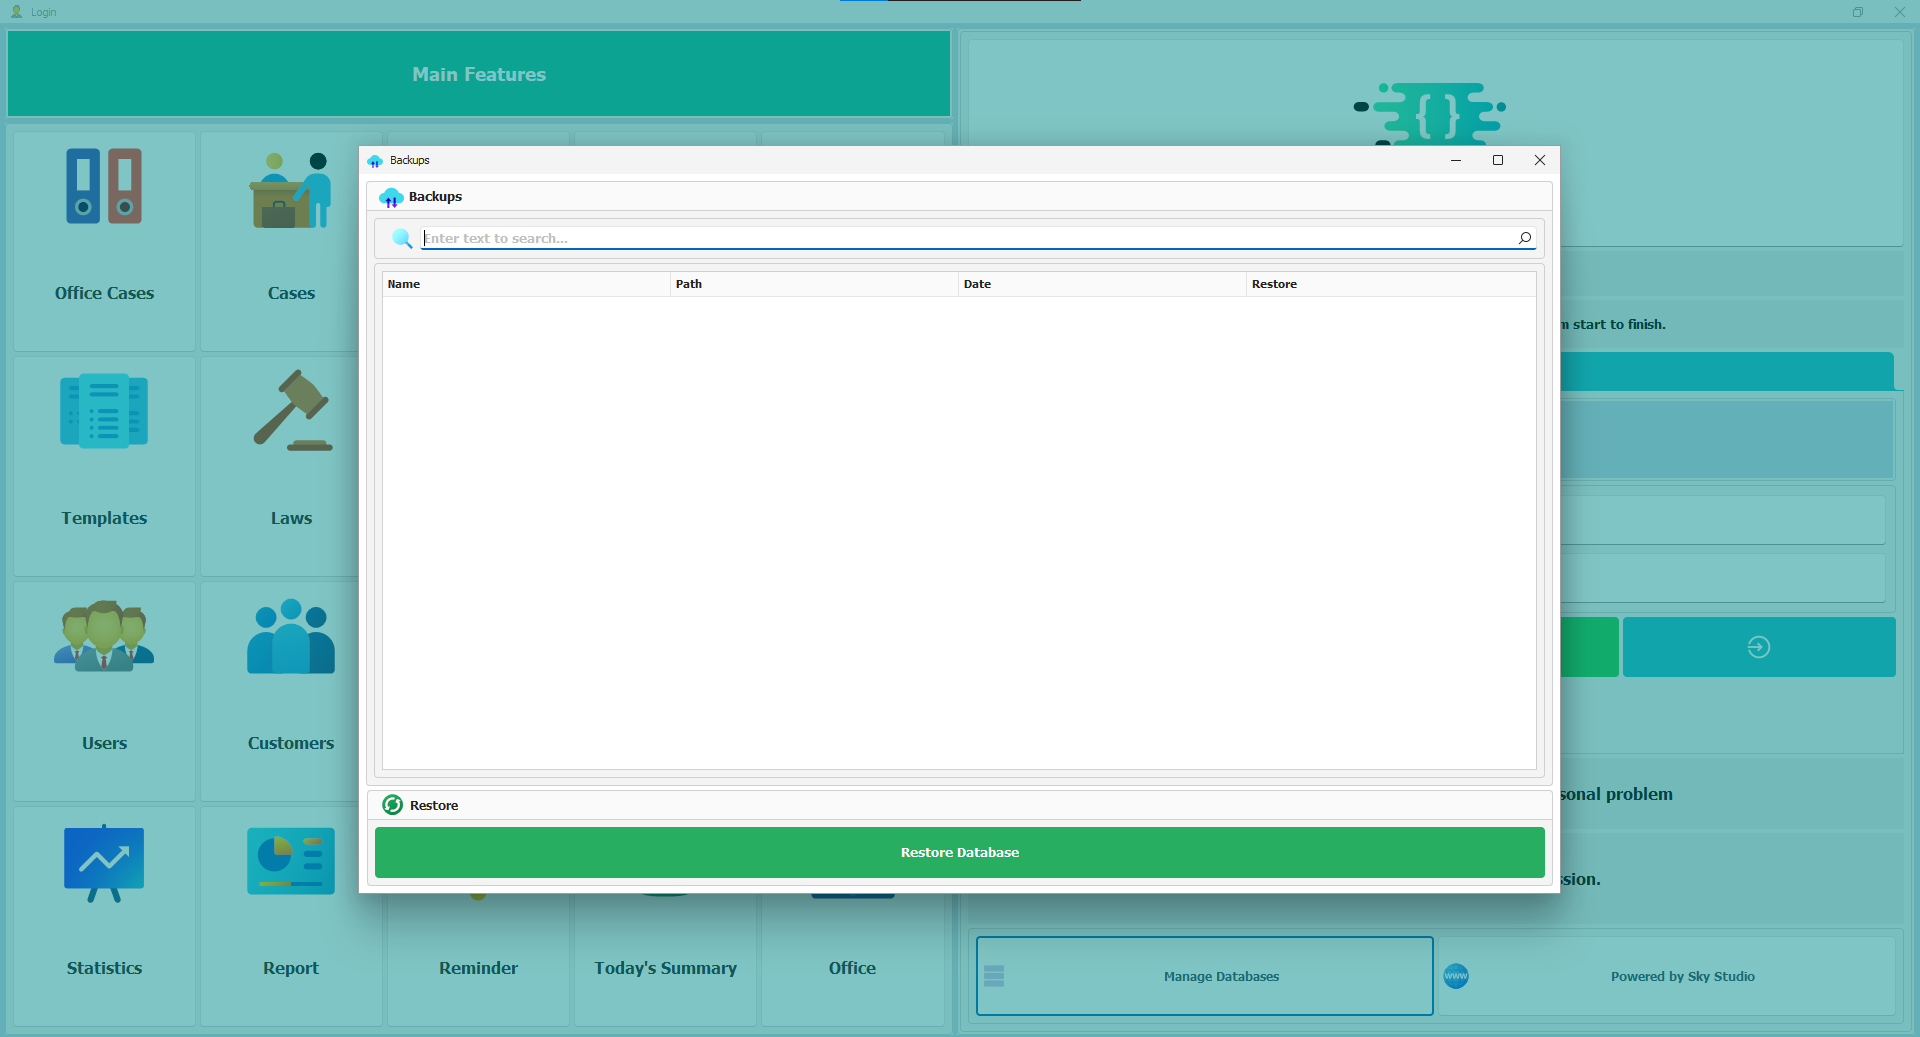 Login
Main Features
Office Cases
Cases
Templates
Laws
Users
Customers
Statistics
Report
Reminder
Today's Summary
Office
Backups
Backups
Enter text to search...
Name
Path
Date
Restore
Restore
Restore Database
start to finish.
problem
Manage Databases
www
Powered by Sky Studio